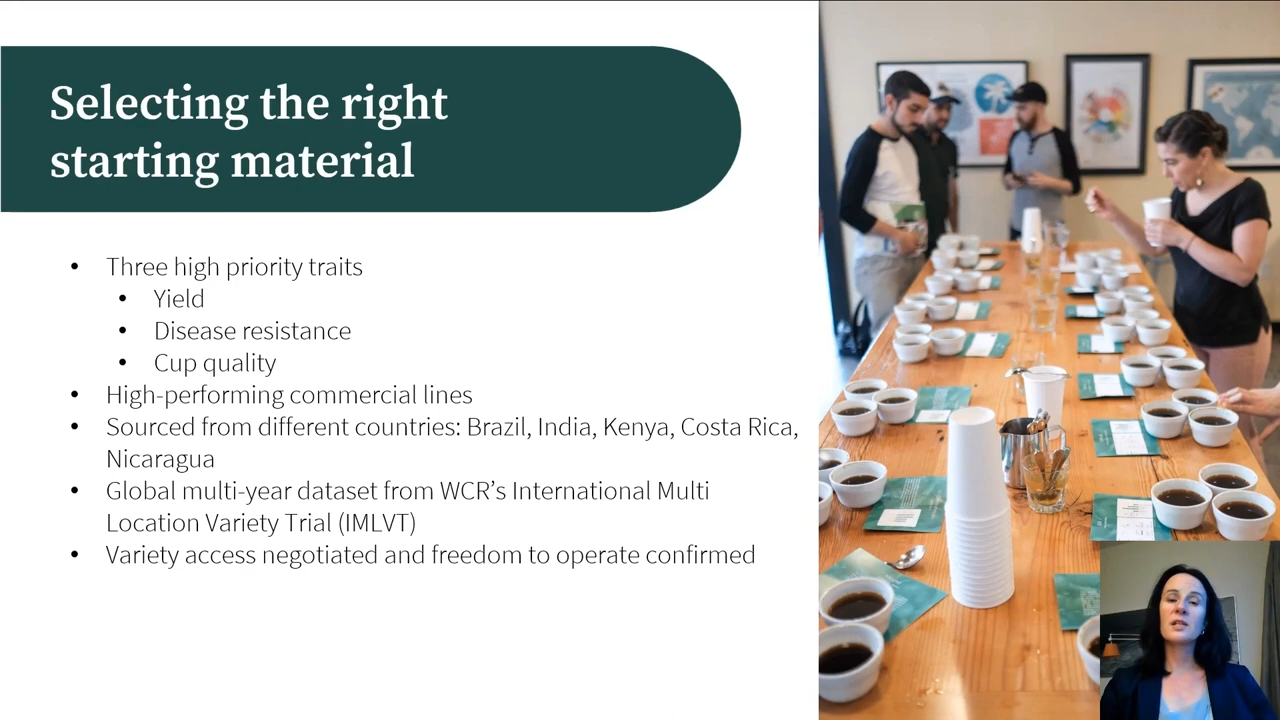 Selecting the right
starting material
• Three high priority traits
• Yield
• Disease resistance
• Cup quality
• High-performing commercial lines
• Sourced from different countries: Brazil, India, Kenya, Costa Rica,
Nicaragua
• Global multi-year dataset from WCR’s International Multi
Location Variety Trial (IMLVT)
• Variety access negotiated and freedom to operate confirmed